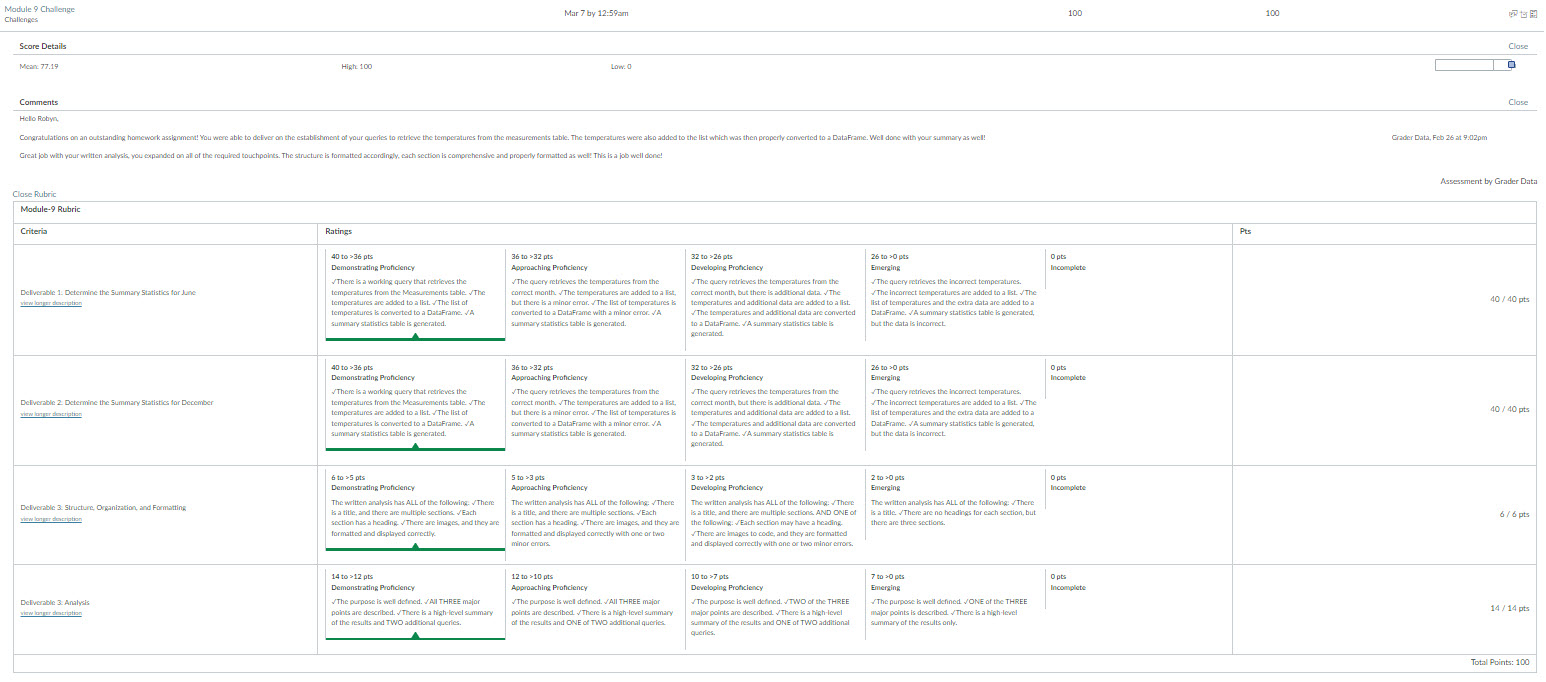 Module 9 Challenge
Challenges
Mar 7 by 12:59am
100
100
Score Details
Close
Mean: 77.19
High: 100
Low: 0
Comments
Close
Hello Robyn,
Congratulations on an outstanding homework assignment! You were able to deliver on the establishment of your queries to retrieve the temperatures from the measurements table. The temperatures were also added to the list which was then properly converted to a DataFrame. Well done with your summary as well!
Grader Data, Feb 26 at 9:02pm
Great job with your written analysis, you expanded on all of the required touchpoints. The structure is formatted accordingly, each section is comprehensive and properly formatted as well! This is a job well done!
Assessment by Grader Data
Close Rubric
Module-9 Rubric
Criteria
Ratings
Pts
Deliverable 1: Determine the Summary Statistics for June
view longer description
40 to >36 pts
Demonstrating Proficiency
✓There is a working query that retrieves the
temperatures from the Measurements table. ✓The
temperatures are added to a list. ✓The list of
temperatures is converted to a DataFrame. ✓A
summary statistics table is generated.
36 to >32 pts
Approaching Proficiency
✓The query retrieves the temperatures from the
correct month, but there is a minor error. ✓The
temperatures are added to a list. ✓The list of temperatures is
converted to a DataFrame with a minor error. ✓A
summary statistics table is generated.
32 to >26 pts
Developing Proficiency
✓The query retrieves the temperatures from the
correct month, but there is additional data. ✓The
temperatures and additional data are added to a list.
✓The temperatures and additional data are converted
to a DataFrame. ✓A summary statistics table is
generated.
26 to >0 pts
Emerging
✓The query retrieves the incorrect temperatures.
✓The incorrect temperatures are added to a list. ✓The
list of temperatures and the extra data are added to a
DataFrame. ✓A summary statistics table is generated,
but the data is incorrect.
0 pts
Incomplete
40 / 40 pts
Deliverable 2: Determine the Summary Statistics for December
view longer description
40 to >36 pts
Demonstrating Proficiency
✓There is a working query that retrieves the
temperatures from the Measurements table. ✓The
temperatures are added to a list. ✓The list of
temperatures is converted to a DataFrame. ✓A
summary statistics table is generated.
36 to >32 pts
Approaching Proficiency
✓The query retrieves the temperatures from the
correct month, but there is a minor error. ✓The list of temperatures is
converted to a DataFrame with a minor error. ✓A
summary statistics table is generated.
32 to >26 pts
Developing Proficiency
✓The query retrieves the temperatures from the
correct month, but there is additional data. ✓The
temperatures and additional data are added to a list.
✓The temperatures and additional data are converted
to a DataFrame. ✓A summary statistics table is
generated.
26 to >0 pts
Emerging
✓The query retrieves the incorrect temperatures.
✓The incorrect temperatures are added to a list. ✓The
list of temperatures and the extra data are added to a
DataFrame. ✓A summary statistics table is generated,
but the data is incorrect.
0 pts
Incomplete
40 / 40 pts
Deliverable 3: Structure, Organization, and Formatting
view longer description
6 to >5 pts
Demonstrating Proficiency
The written analysis has ALL of the following: ✓There
is a title, and there are multiple sections. ✓Each
section has a heading. ✓There are images, and they are
formatted and displayed correctly.
5 to >3 pts
Approaching Proficiency
The written analysis has ALL of the following: ✓There
is a title, and there are multiple sections. ✓Each
section has a heading. ✓There are images, and they are
formatted and displayed correctly with one or two
minor errors.
3 to >2 pts
Developing Proficiency
The written analysis has ALL of the following: ✓There
is a title, and there are multiple sections. AND ONE of
the following: ✓Each section may have a heading.
✓There are images to code, and they are formatted
and displayed correctly with one or two minor errors.
2 to >0 pts
Emerging
The written analysis has ALL of the following: ✓There
is a title. ✓There are no headings for each section, but
there are three sections.
0 pts
Incomplete
6 / 6 pts
Deliverable 3: Analysis
view longer description
14 to >12 pts
Demonstrating Proficiency
✓The purpose is well defined. ✓All THREE major
points are described. ✓There is a high-level summary
of the results and TWO additional queries.
12 to >10 pts
Approaching Proficiency
✓The purpose is well defined. ✓All THREE major
points are described. ✓There is a high-level summary
of the results and ONE of TWO additional queries.
10 to >7 pts
Developing Proficiency
✓The purpose is well defined. ✓TWO of the THREE
major points are described. ✓There is a high-level
summary of the results and ONE of TWO additional
queries.
7 to >0 pts
Emerging
✓The purpose is well defined. ✓ONE of the THREE
major points is described. ✓There is a high-level
summary of the results only.
0 pts
Incomplete
14 / 14 pts
Total Points: 100